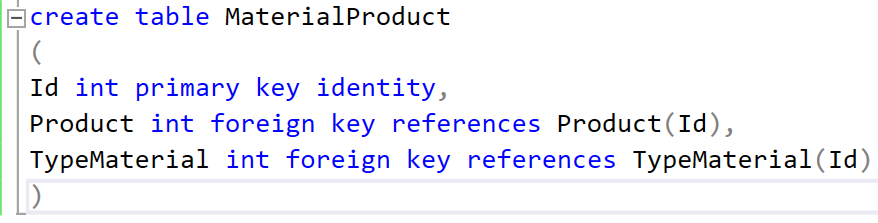 create table MaterialProduct
(
Id int primary key identity,
Product int foreign key references Product(Id),
TypeMaterial int foreign key references TypeMaterial(Id)
)